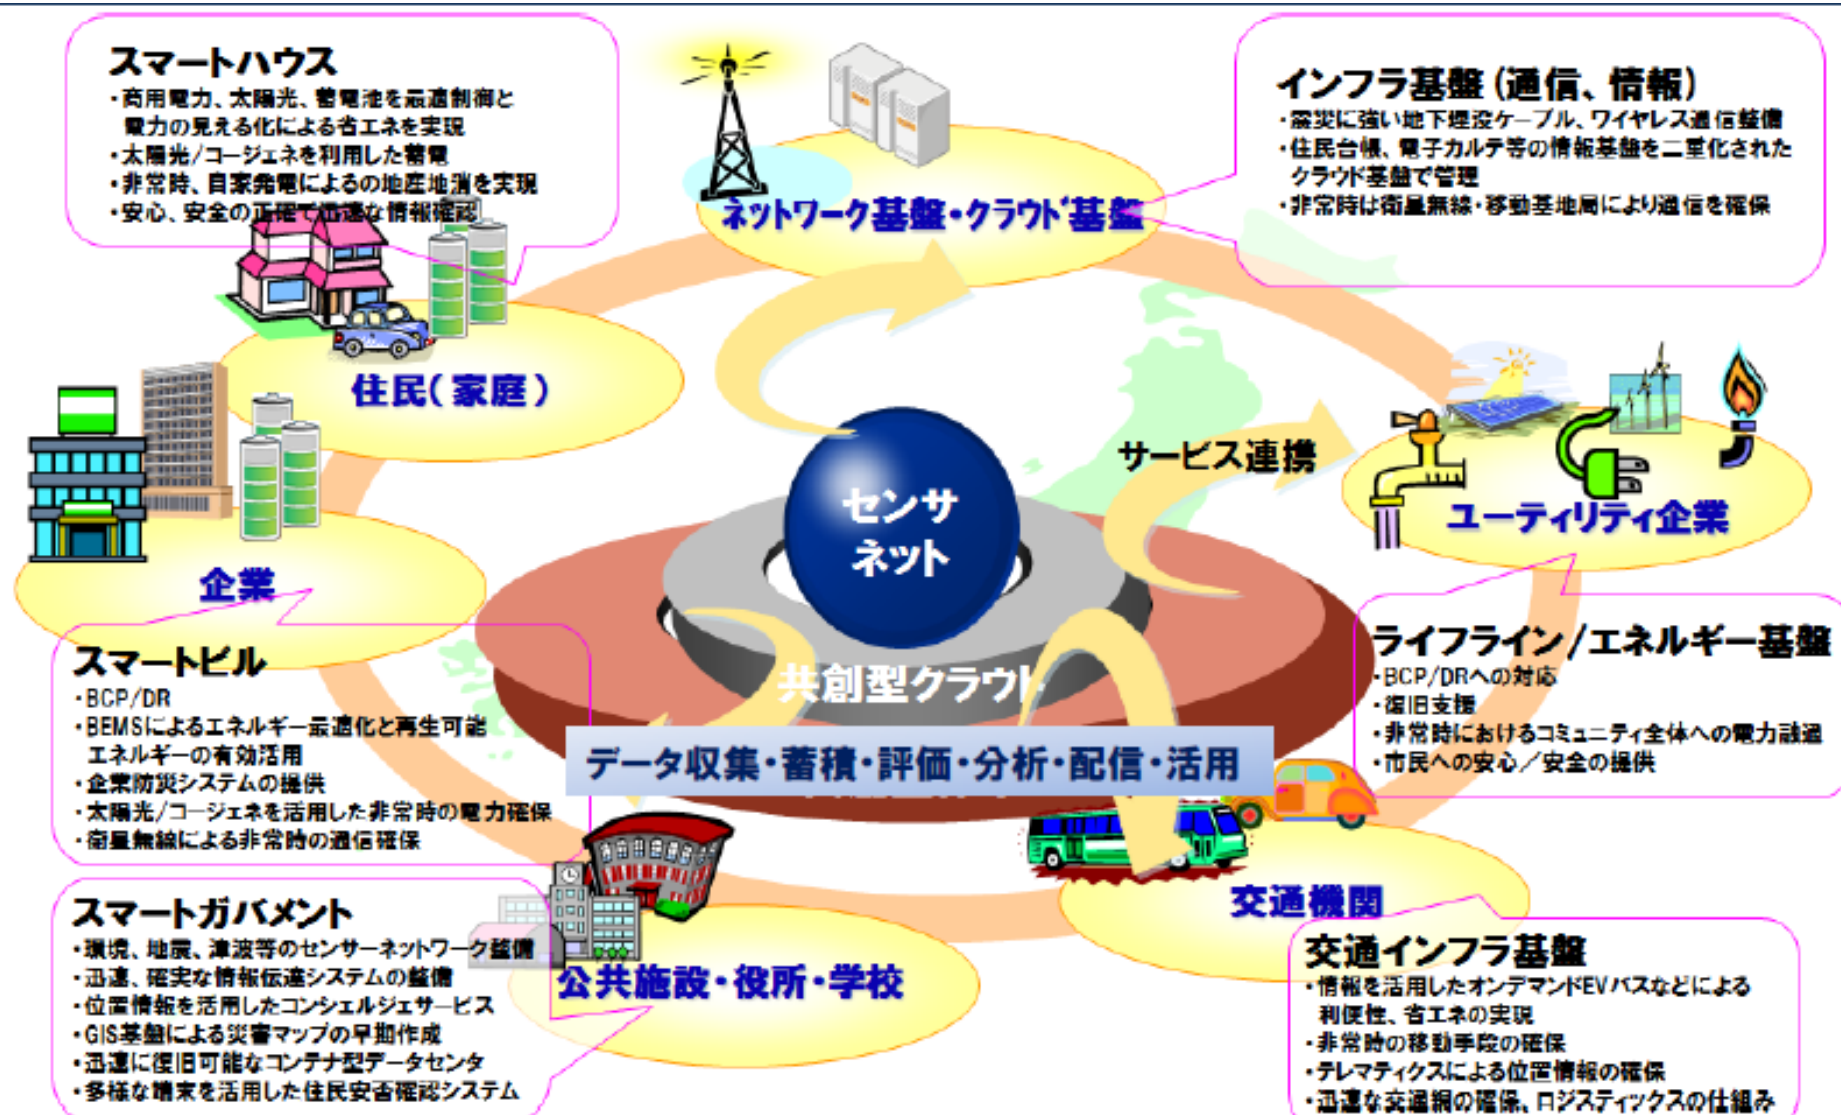 スマートハウス
・商用電力、太陽光、蓄電池を最適制御と
電力の見える化による省エネを実現
・太陽光/コージェネを利用した蓄電
・非常時、自家発電によるの地産地消を実現
・安心、安全の正確で迅速な情報確認
インフラ基盤(通信、情報)
・震災に強い地下埋設ケーブル、ワイヤレス通信整備
・住民台帳、電子カルテ等の情報基盤を二重化された
クラウド基盤で管理
・非常時は衛星無線・移動基地局により通信を確保
ネットワーク基盤・クラウド基盤
住民(家庭)
サービス連携
ユーティリティ企業
センサ
ネット
企業
共創型クラウド
データ収集・蓄積・評価・分析・配信・活用
スマートビル
・BCP/DR
・BEMSによるエネルギー最適化と再生可能
エネルギーの有効活用
・企業防災システムの提供
・太陽光/コージェネを活用した非常時の電力確保
・衛星無線による非常時の通信確保
ライフライン/エネルギー基盤
・BCP/DRへの対応
・復旧支援
・非常時におけるコミュニティ全体への電力融通
・市民への安心/安全の提供
スマートガバメント
・環境、地震、津波等のセンサーネットワーク整備
・迅速、確実な情報伝達システムの整備
・位置情報を活用したコンシェルジェサービス
・GIS基盤による災害マップの早期作成
・迅速に復旧可能なコンテナ型データセンタ
・多様な端末を活用した住民安否確認システム
公共施設・役所・学校
交通機関
交通インフラ基盤
・情報を活用したオンデマンドEVバスなどによる
利便性、省エネの実現
・非常時の移動手段の確保
・テレマティクスによる位置情報の確保
・迅速な交通網の確保、ロジスティックスの仕組み